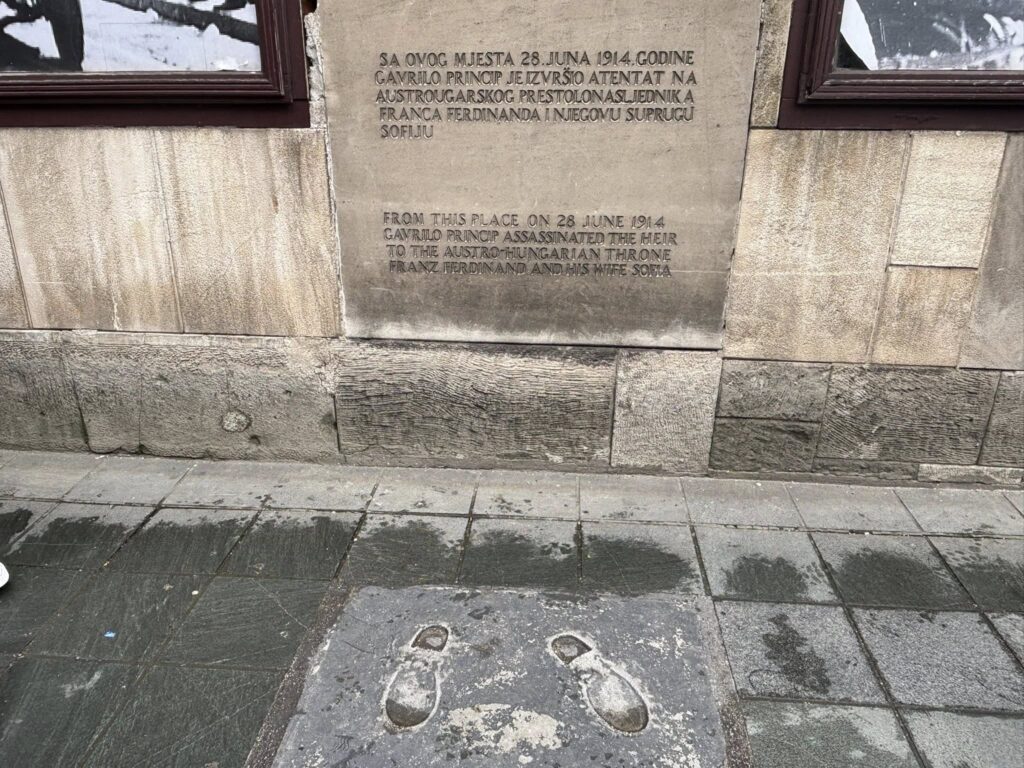 SA OVOG MJESTA 28. JUNA 1914. GODINE
GAVRILO PRINCIP JE IZVRŠIO ATENTAT NA
AUSTROUGARSKOG PRESTOLONASLJEDNIKA
FRANCA FERDINANDA I NJEGOVU SUPRUGU
SOFIJU
FROM THIS PLACE ON 28 JUNE 1914
GAVRILO PRINCIP ASSASSINATED THE HEIR
TO THE AUSTRO-HUNGARIAN THRONE
FRANZ FERDINAND AND HIS WIFE SOFIA